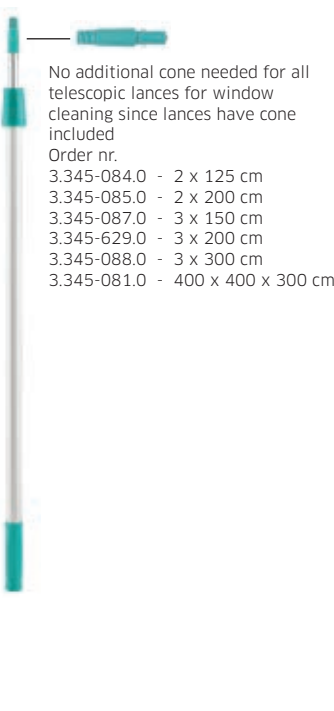 No additional cone needed for all
telescopic lances for window
cleaning since lances have cone
included
Order nr.
3.345-084.0 - 2 x 125 cm
3.345-085.0 - 2 x 200 cm
3.345-087.0 - 3 x 150 cm
3.345-629.0 - 3 x 200 cm
3.345-088.0 - 3 x 300 cm
3.345-081.0 - 400 x 400 x 300 cm